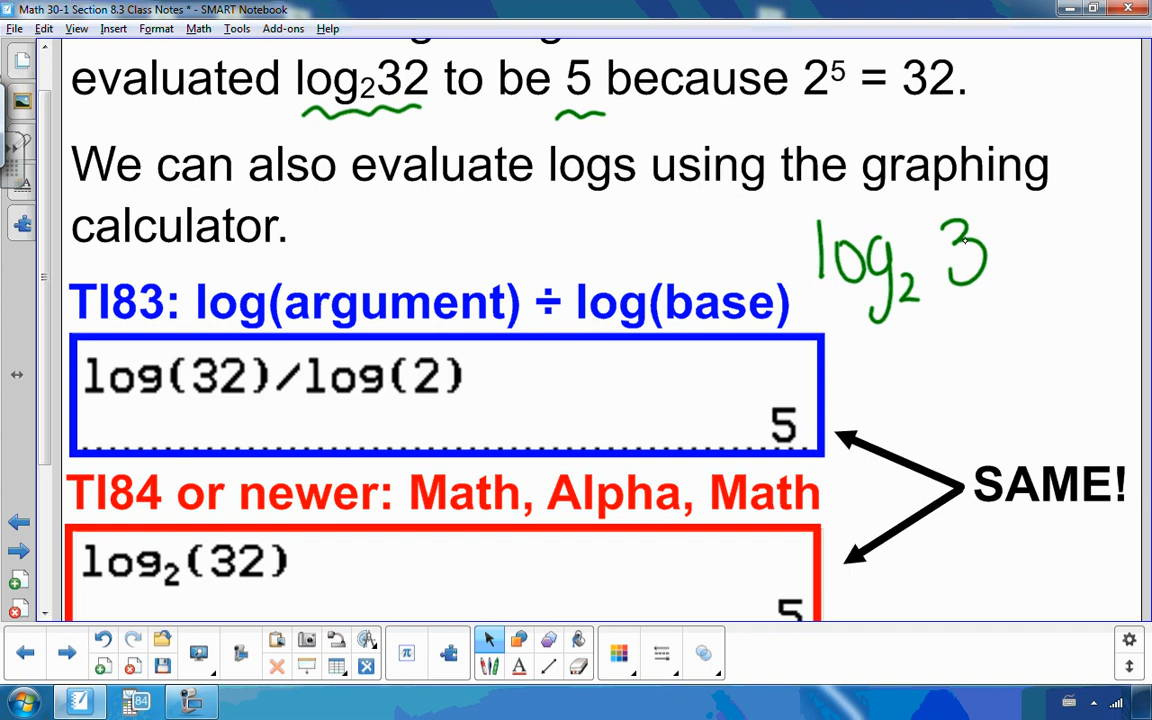 Math 30-1 Section 8.3 Class Notes * - SMART Notebook
File Edit View Insert Format Math Tools Add-ons Help
evaluated log₂32 to be 5 because 2⁵ = 32.
We can also evaluate logs using the graphing
calculator.
log₂ 3
TI83: log(argument) ÷ log(base)
log(32)/log(2)
5
TI84 or newer: Math, Alpha, Math
SAME!
log₂(32)
5
π
A
84